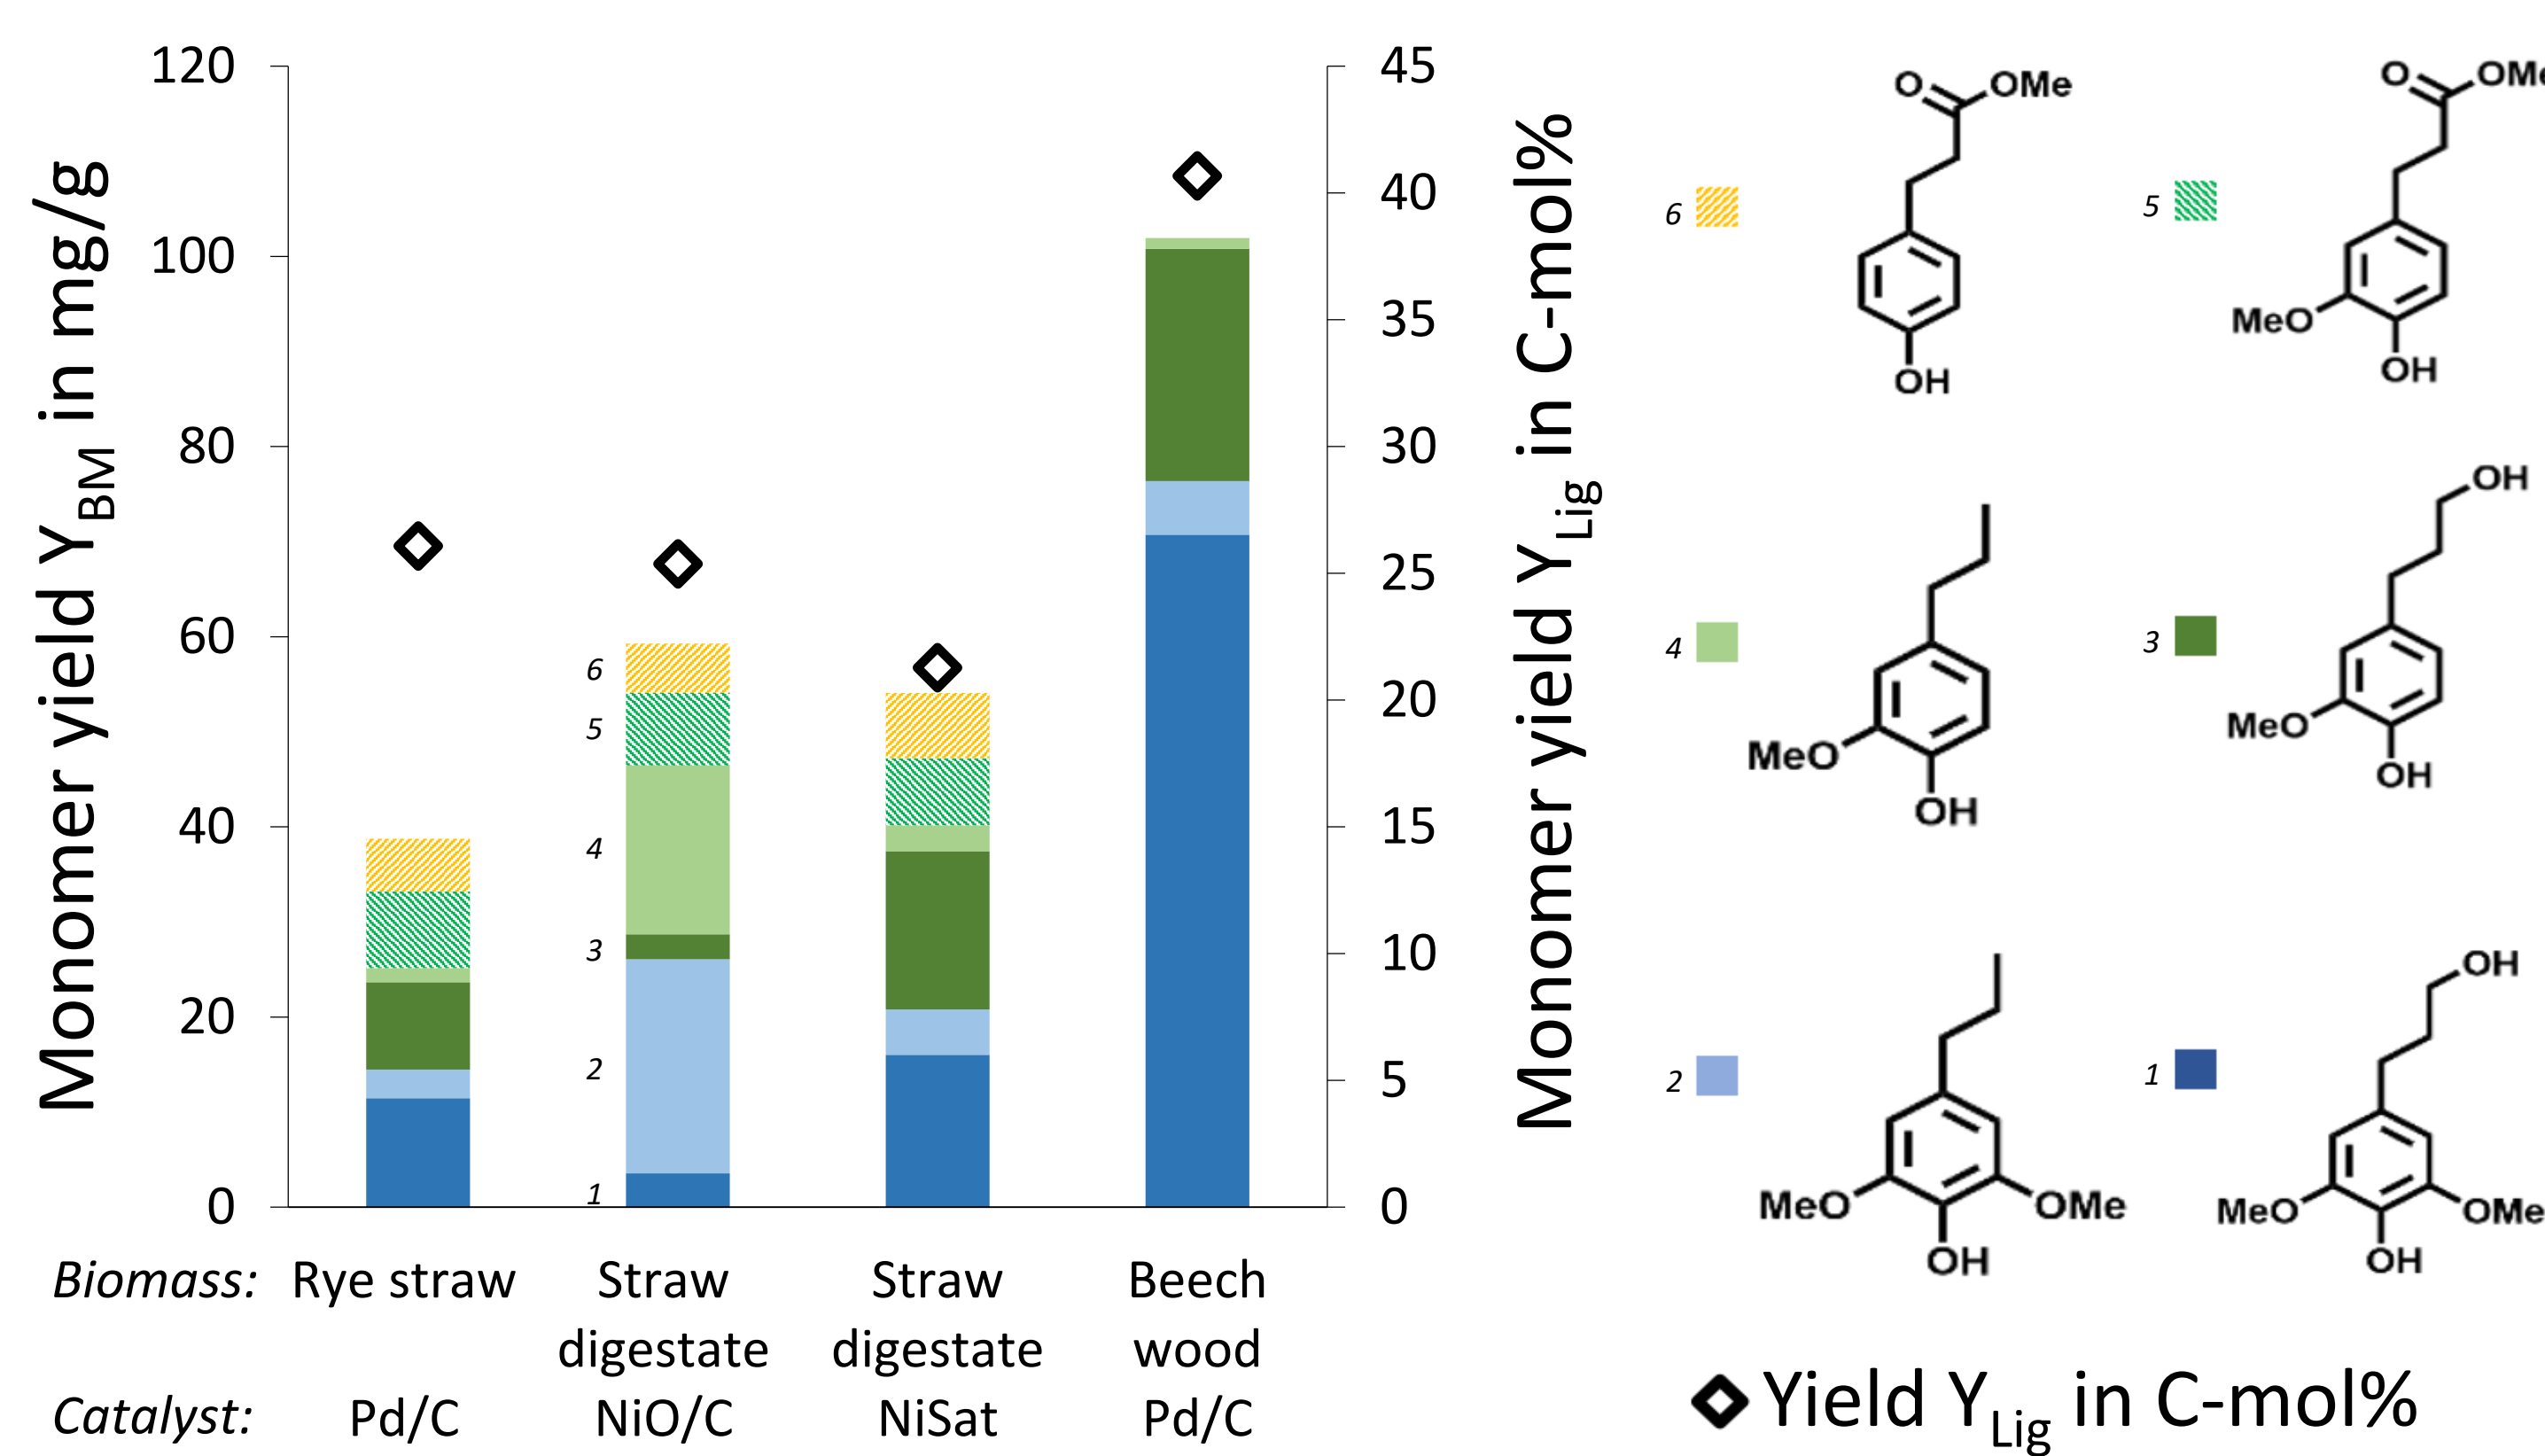 Monomer yield Y_BM in mg/g
120
100
80
60
40
20
0
6
5
4
3
2
1
45
40
35
30
25
20
15
10
5
0
Monomer yield Y_Lig in C-mol%
Biomass: Rye straw Straw digestate Straw digestate Beech wood
Catalyst: Pd/C NiO/C NiSat Pd/C
6
O OMe
OH
5
O OMe
MeO
OH
4
MeO
OH
3
OH
MeO
OH
2
MeO OMe
OH
1
OH
MeO OMe
OH
Yield Y_Lig in C-mol%